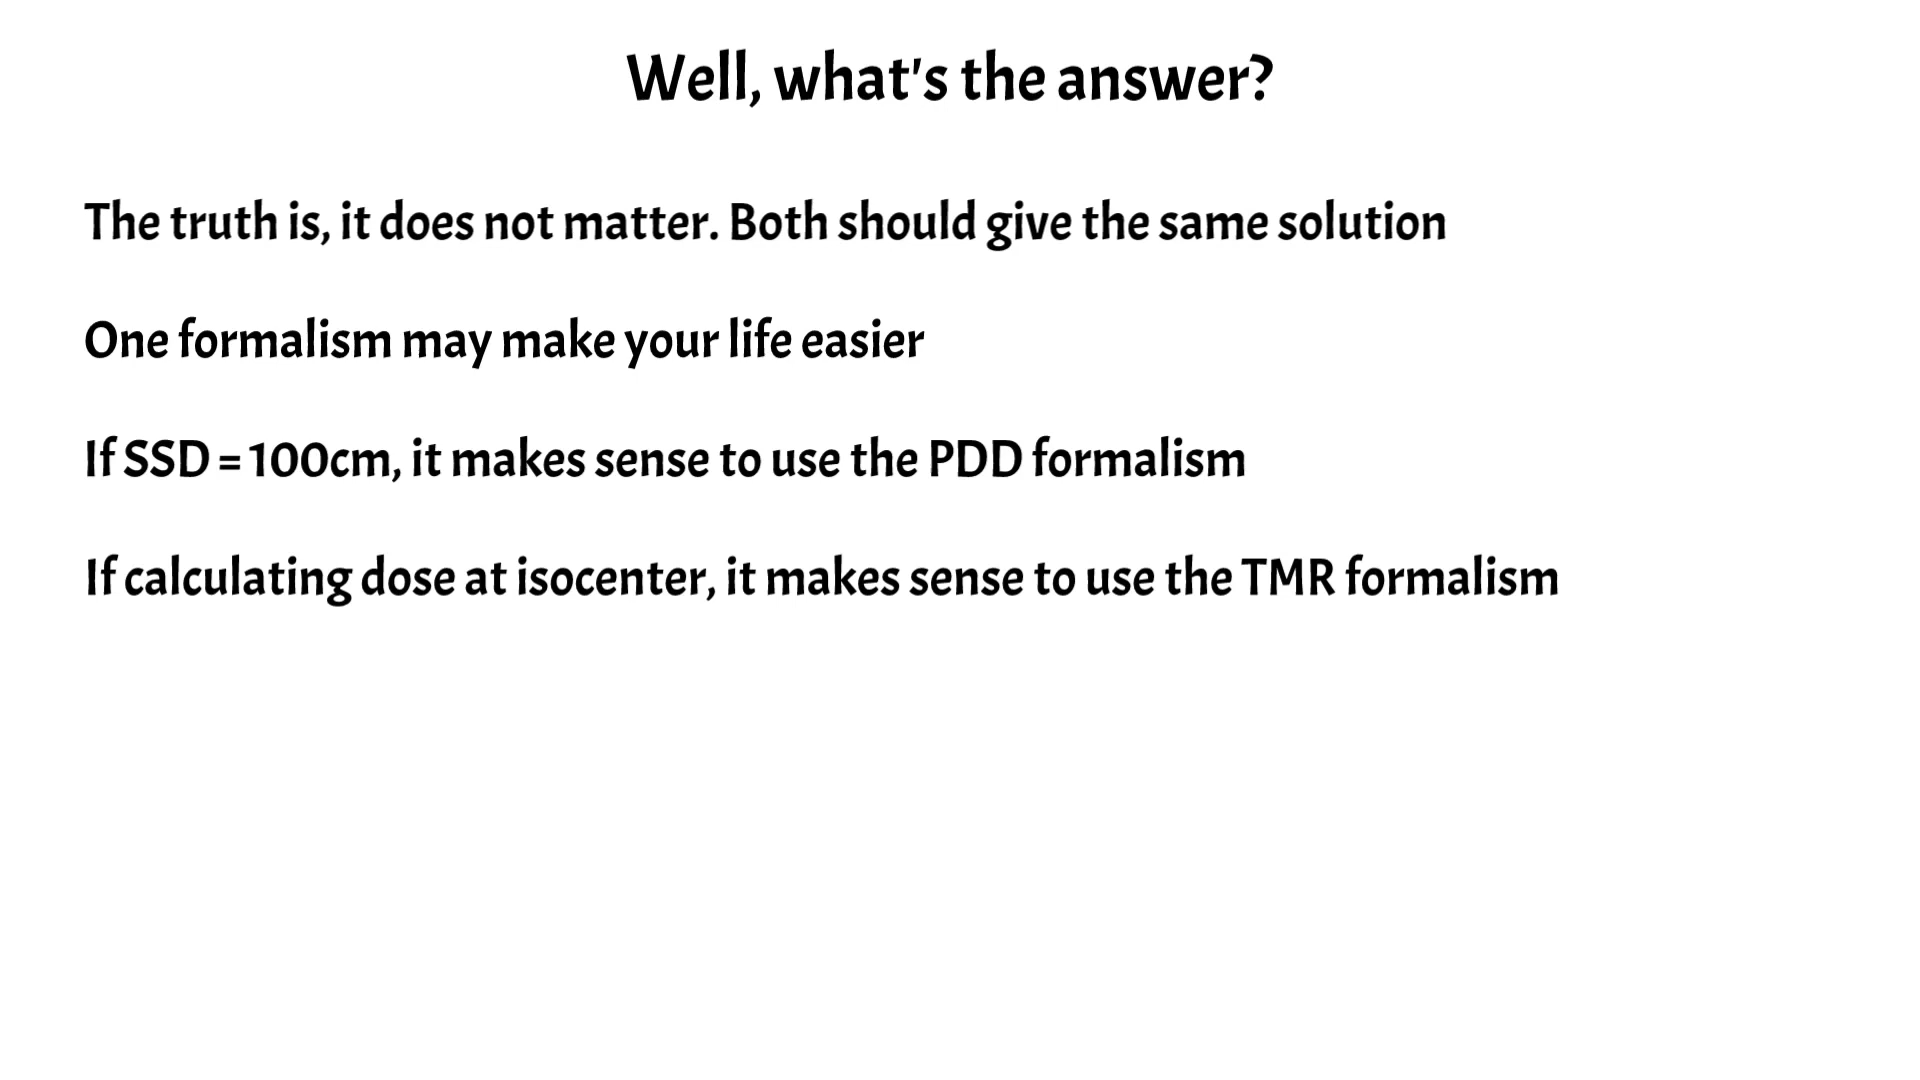 Well, what's the answer?
The truth is, it does not matter. Both should give the same solution
One formalism may make your life easier
If SSD = 100cm, it makes sense to use the PDD formalism
If calculating dose at isocenter, it makes sense to use the TMR formalism